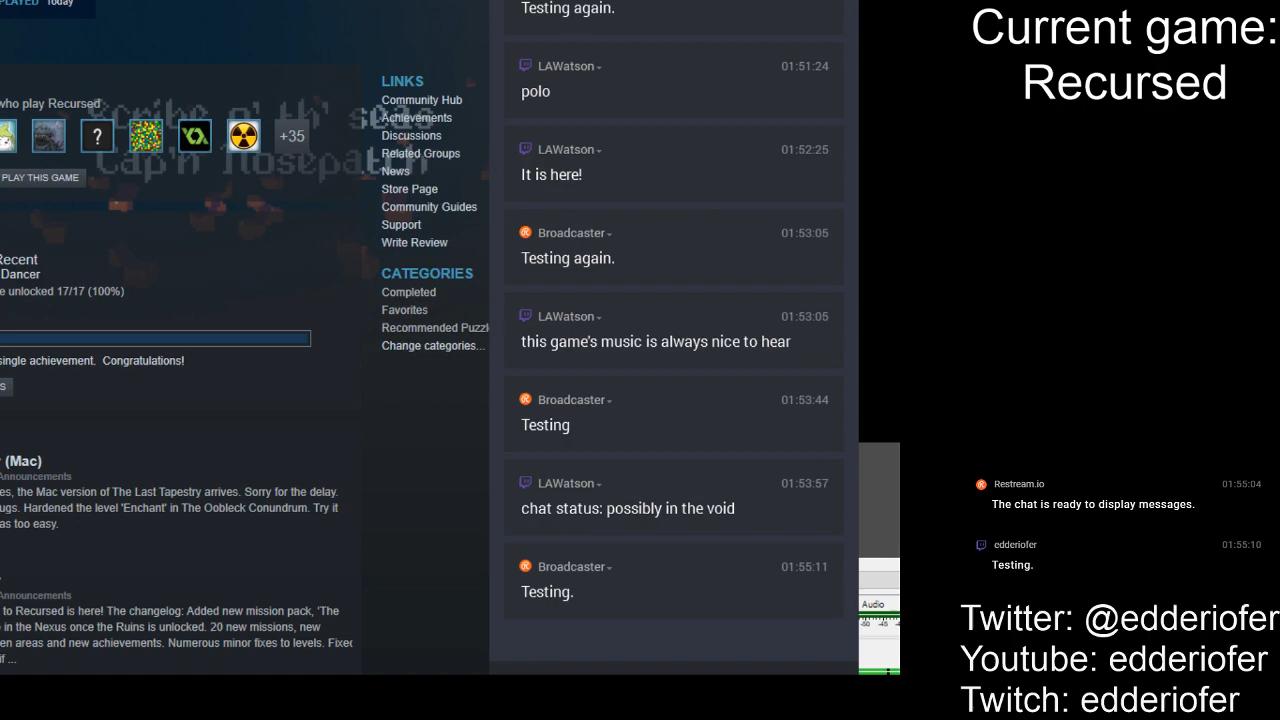 PLAYED Today
who play Recursed
Scribe o' th' seas
Cap'n Nosepatch
?
+35
PLAY THIS GAME
Recent
Dancer
e unlocked 17/17 (100%)
single achievement. Congratulations!
S
(Mac)
Announcements
es, the Mac version of The Last Tapestry arrives. Sorry for the delay.
ugs. Hardened the level 'Enchant' in The Oobleck Conundrum. Try it
as too easy.
Announcements
to Recursed is here! The changelog: Added new mission pack, 'The
in the Nexus once the Ruins is unlocked. 20 new missions, new
en areas and new achievements. Numerous minor fixes to levels. Fixed
if ...
LINKS
Community Hub
Achievements
Discussions
Related Groups
News
Store Page
Community Guides
Support
Write Review
CATEGORIES
Completed
Favorites
Recommended Puzzl
Change categories...
Testing again.
LAWatson 01:51:24
polo
LAWatson 01:52:25
It is here!
Broadcaster 01:53:05
Testing again.
LAWatson 01:53:05
this game's music is always nice to hear
Broadcaster 01:53:44
Testing
LAWatson 01:53:57
chat status: possibly in the void
Broadcaster 01:55:11
Testing.
Audio
Current game:
Recursed
Restream.io 01:55:04
The chat is ready to display messages.
edderiofer 01:55:10
Testing.
Twitter: @edderiofer
Youtube: edderiofer
Twitch: edderiofer